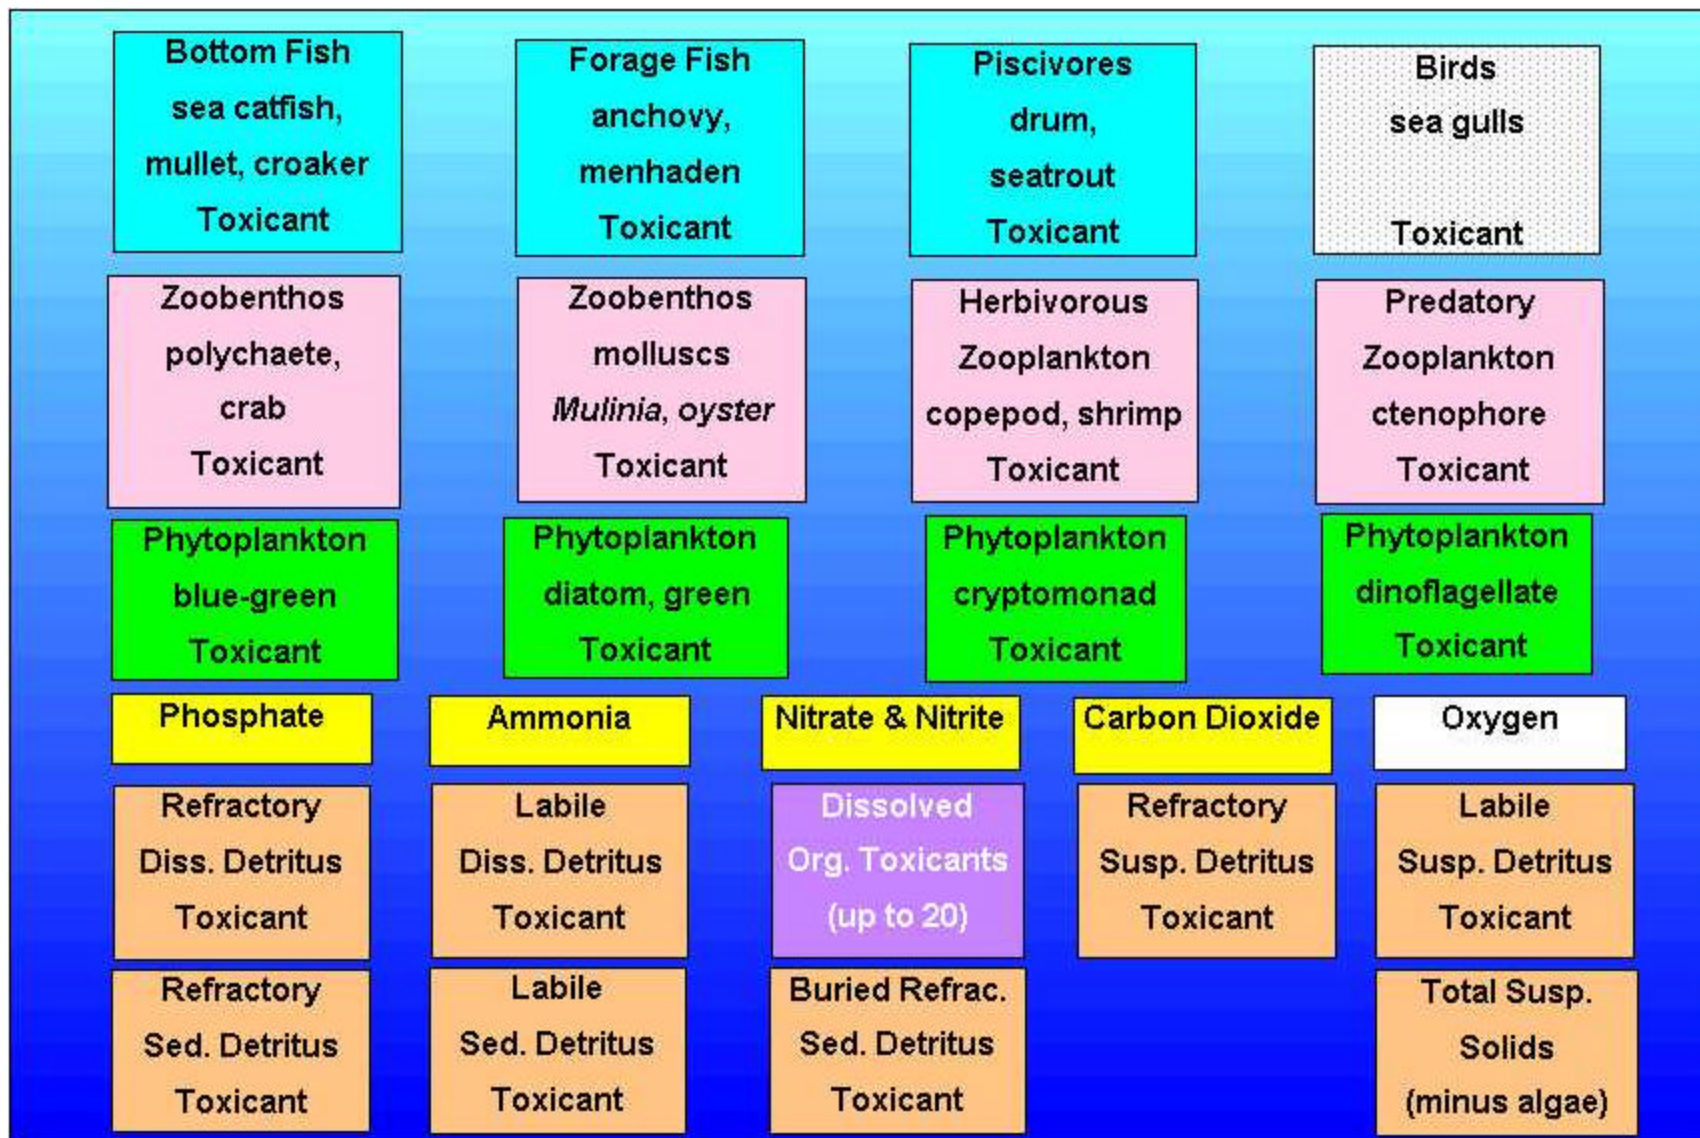 Bottom Fish
sea catfish,
mullet, croaker
Toxicant
Forage Fish
anchovy,
menhaden
Toxicant
Piscivores
drum,
seatrout
Toxicant
Birds
sea gulls
Toxicant
Zoobenthos
polychaete,
crab
Toxicant
Zoobenthos
molluscs
Mulinia, oyster
Toxicant
Herbivorous
Zooplankton
copepod, shrimp
Toxicant
Predatory
Zooplankton
ctenophore
Toxicant
Phytoplankton
blue-green
Toxicant
Phytoplankton
diatom, green
Toxicant
Phytoplankton
cryptomonad
Toxicant
Phytoplankton
dinoflagellate
Toxicant
Phosphate
Ammonia
Nitrate & Nitrite
Carbon Dioxide
Oxygen
Refractory
Diss. Detritus
Toxicant
Labile
Diss. Detritus
Toxicant
Dissolved
Org. Toxicants
(up to 20)
Refractory
Susp. Detritus
Toxicant
Labile
Susp. Detritus
Toxicant
Refractory
Sed. Detritus
Toxicant
Labile
Sed. Detritus
Toxicant
Buried Refrac.
Sed. Detritus
Toxicant
Total Susp.
Solids
(minus algae)